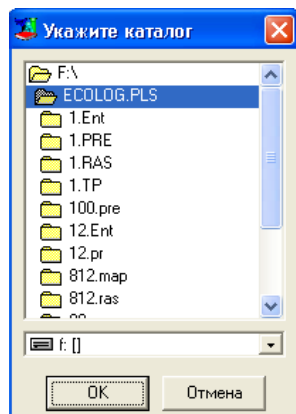 Укажите каталог
F:\
ECOLOG.PLS
1.Ent
1.PRE
1.RAS
1.TP
100.pre
12.Ent
12.pr
812.map
812.ras
f: []
OK
Отмена